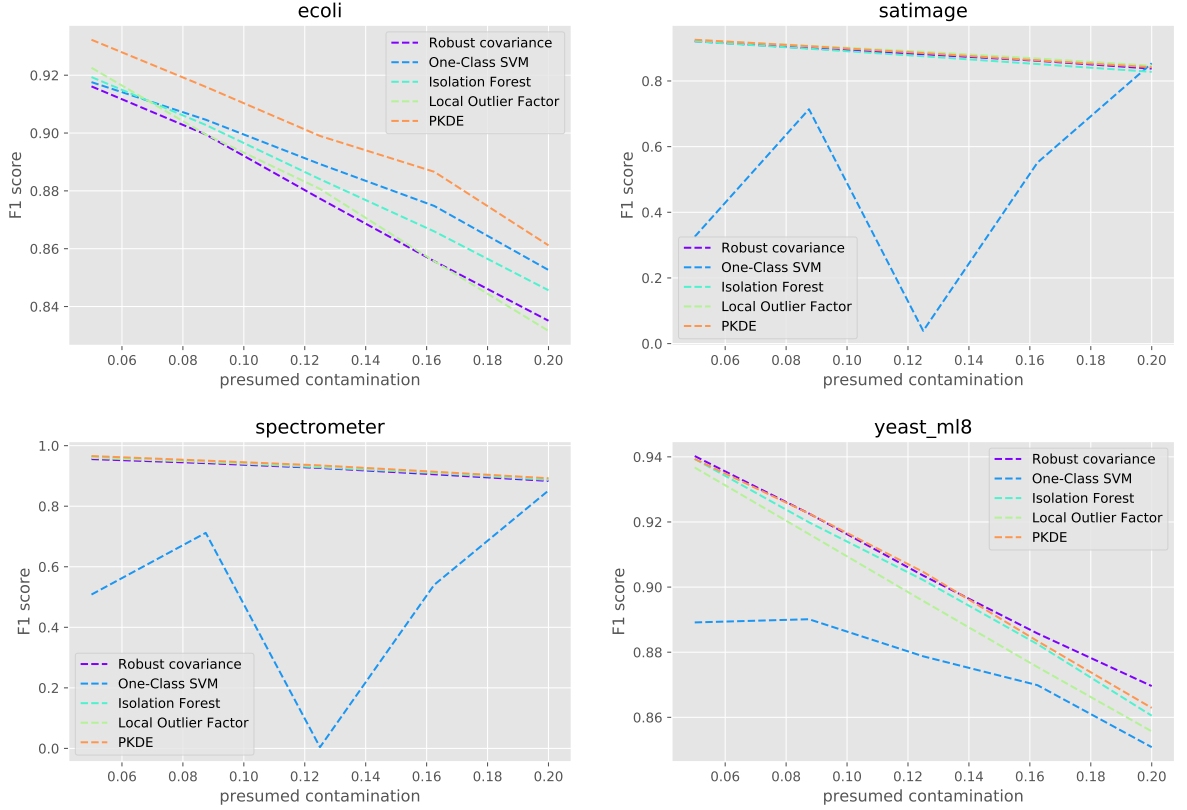 ecoli
F1 score
0.92
0.90
0.88
0.86
0.84
Robust covariance
One-Class SVM
Isolation Forest
Local Outlier Factor
PKDE
0.06 0.08 0.10 0.12 0.14 0.16 0.18 0.20
presumed contamination
satimage
F1 score
0.8
0.6
0.4
0.2
0.0
Robust covariance
One-Class SVM
Isolation Forest
Local Outlier Factor
PKDE
0.06 0.08 0.10 0.12 0.14 0.16 0.18 0.20
presumed contamination
spectrometer
F1 score
1.0
0.8
0.6
0.4
0.2
0.0
Robust covariance
One-Class SVM
Isolation Forest
Local Outlier Factor
PKDE
0.06 0.08 0.10 0.12 0.14 0.16 0.18 0.20
presumed contamination
yeast_ml8
F1 score
0.94
0.92
0.90
0.88
0.86
Robust covariance
One-Class SVM
Isolation Forest
Local Outlier Factor
PKDE
0.06 0.08 0.10 0.12 0.14 0.16 0.18 0.20
presumed contamination